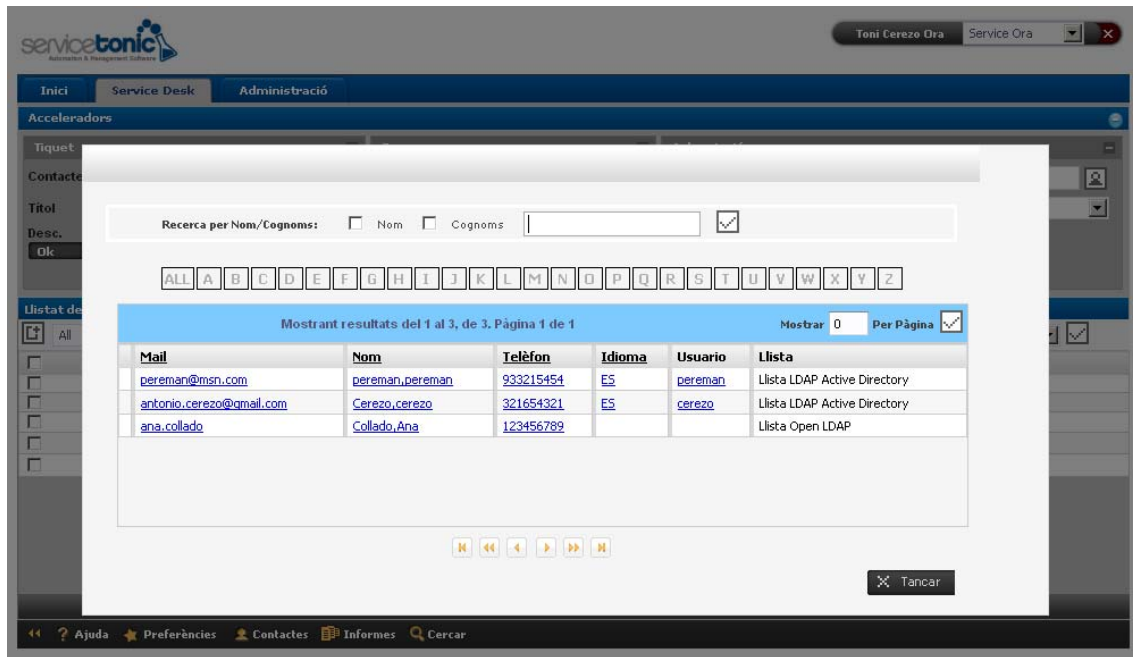 servicetonic
Automation & Management Software
Toni Cerezo Ora Service Ora
Inici Service Desk Administració
Acceleradors
Tiquet
Contacte
Títol
Desc.
Ok
Recerca per Nom/Cognoms: Nom Cognoms
ALL A B C D E F G H I J K L M N O P Q R S T U V W X Y Z
Llistat de
All
Mostrant resultats del 1 al 3, de 3. Pàgina 1 de 1 Mostrar 0 Per Pàgina
Mail Nom Telèfon Idioma Usuario Llista
pereman@msn.com pereman,pereman 933215454 ES pereman Llista LDAP Active Directory
antonio.cerezo@gmail.com Cerezo,cerezo 321654321 ES cerezo Llista LDAP Active Directory
ana.collado Collado,Ana 123456789 Llista Open LDAP
Tancar
Ajuda Preferències Contactes Informes Cercar